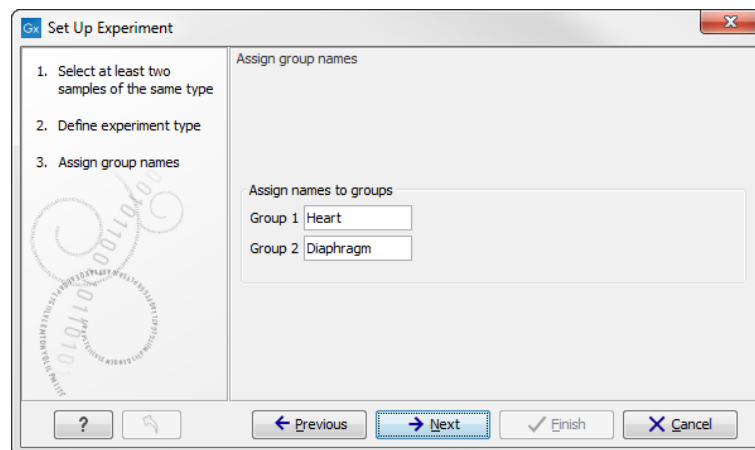 Gx Set Up Experiment
X
1. Select at least two
samples of the same type
2. Define experiment type
3. Assign group names
Assign group names
Assign names to groups
Group 1 Heart
Group 2 Diaphragm
?
Previous
Next
Finish
Cancel